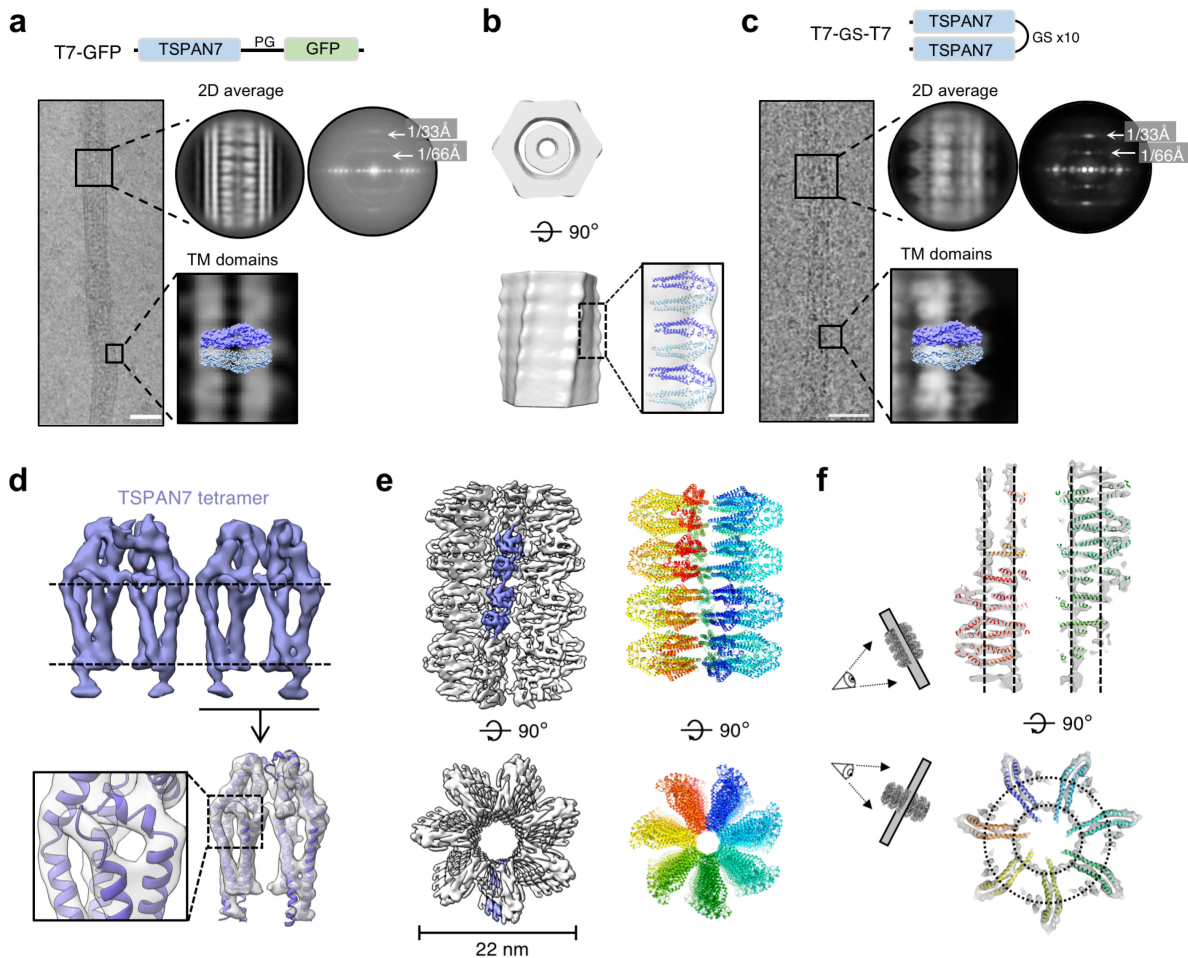 a
T7-GFP
TSPAN7
PG
GFP
2D average
1/33Å
1/66Å
TM domains
b
90°
c
T7-GS-T7
TSPAN7
TSPAN7
GS x10
2D average
1/33Å
1/66Å
TM domains
d
TSPAN7 tetramer
e
90°
90°
22 nm
f
90°